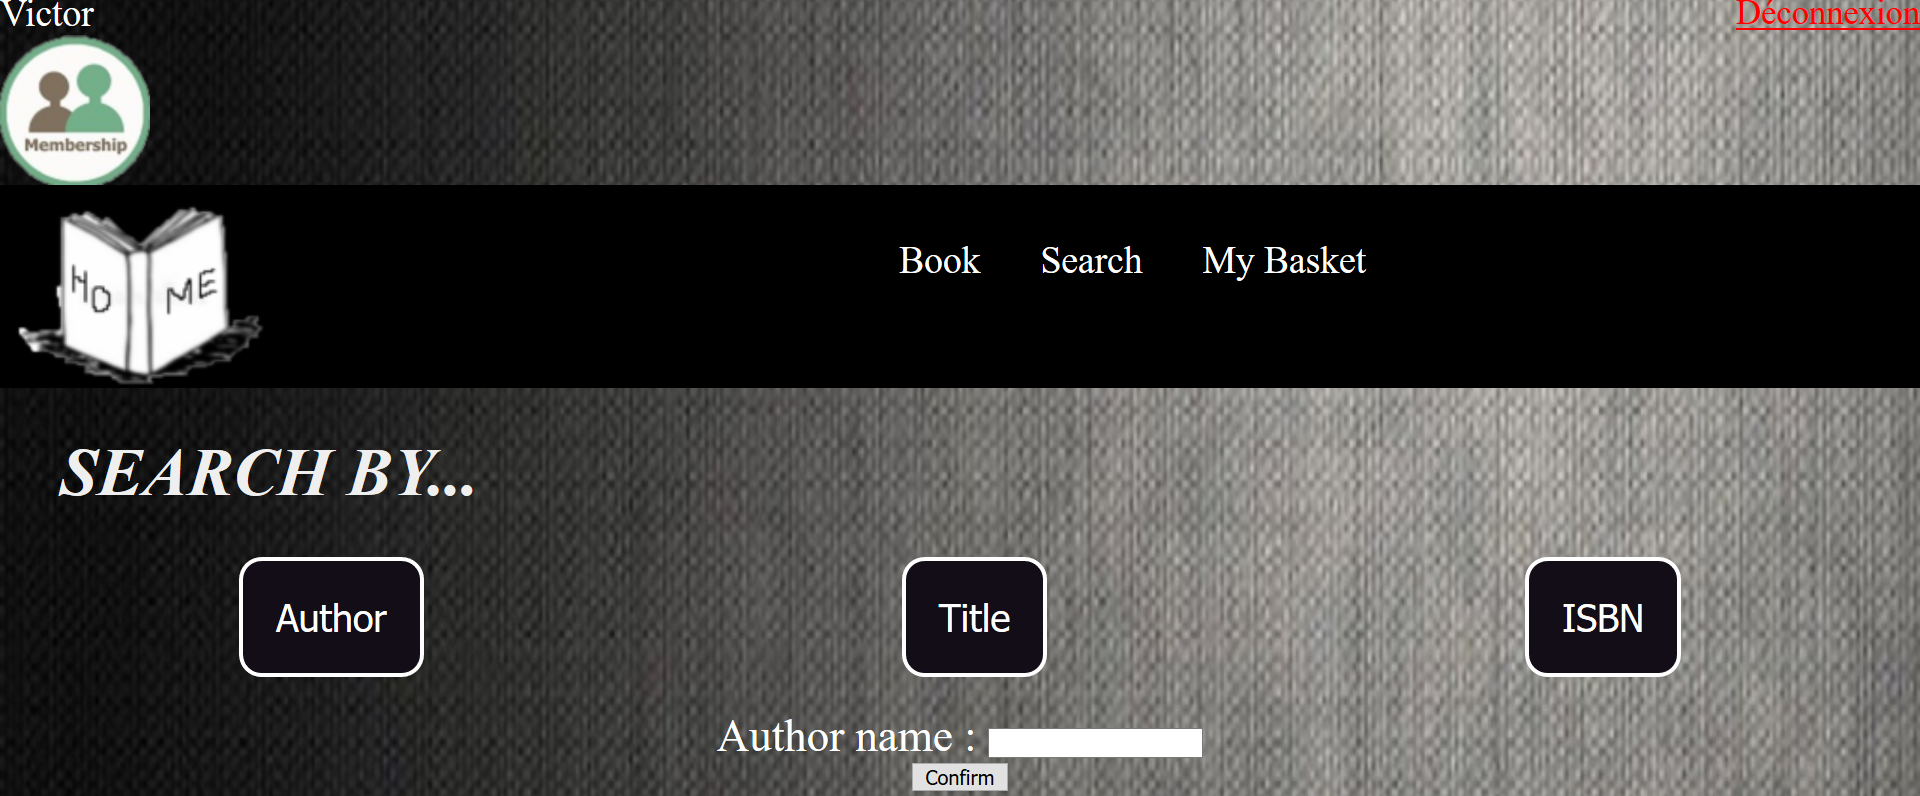 Victor
Déconnexion
Membership
HO ME
Book Search My Basket
SEARCH BY...
Author
Title
ISBN
Author name :
Confirm